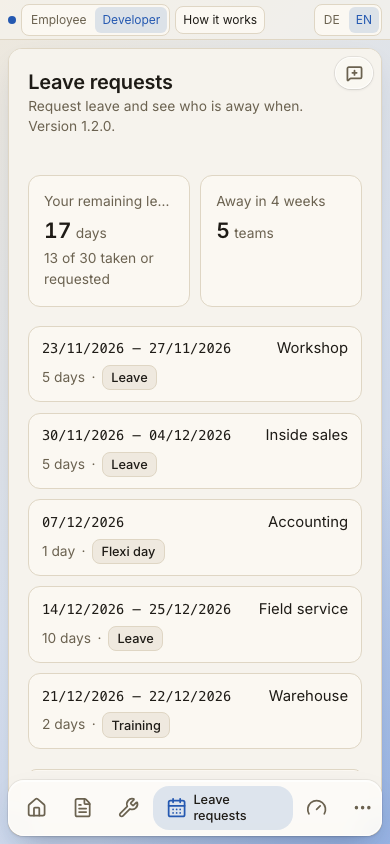 Employee Developer How it works DE EN
Leave requests
Request leave and see who is away when.
Version 1.2.0.
Your remaining le...
17 days
13 of 30 taken or
requested
Away in 4 weeks
5 teams
23/11/2026 – 27/11/2026 Workshop
5 days · Leave
30/11/2026 – 04/12/2026 Inside sales
5 days · Leave
07/12/2026 Accounting
1 day · Flexi day
14/12/2026 – 25/12/2026 Field service
10 days · Leave
21/12/2026 – 22/12/2026 Warehouse
2 days · Training
Leave
requests